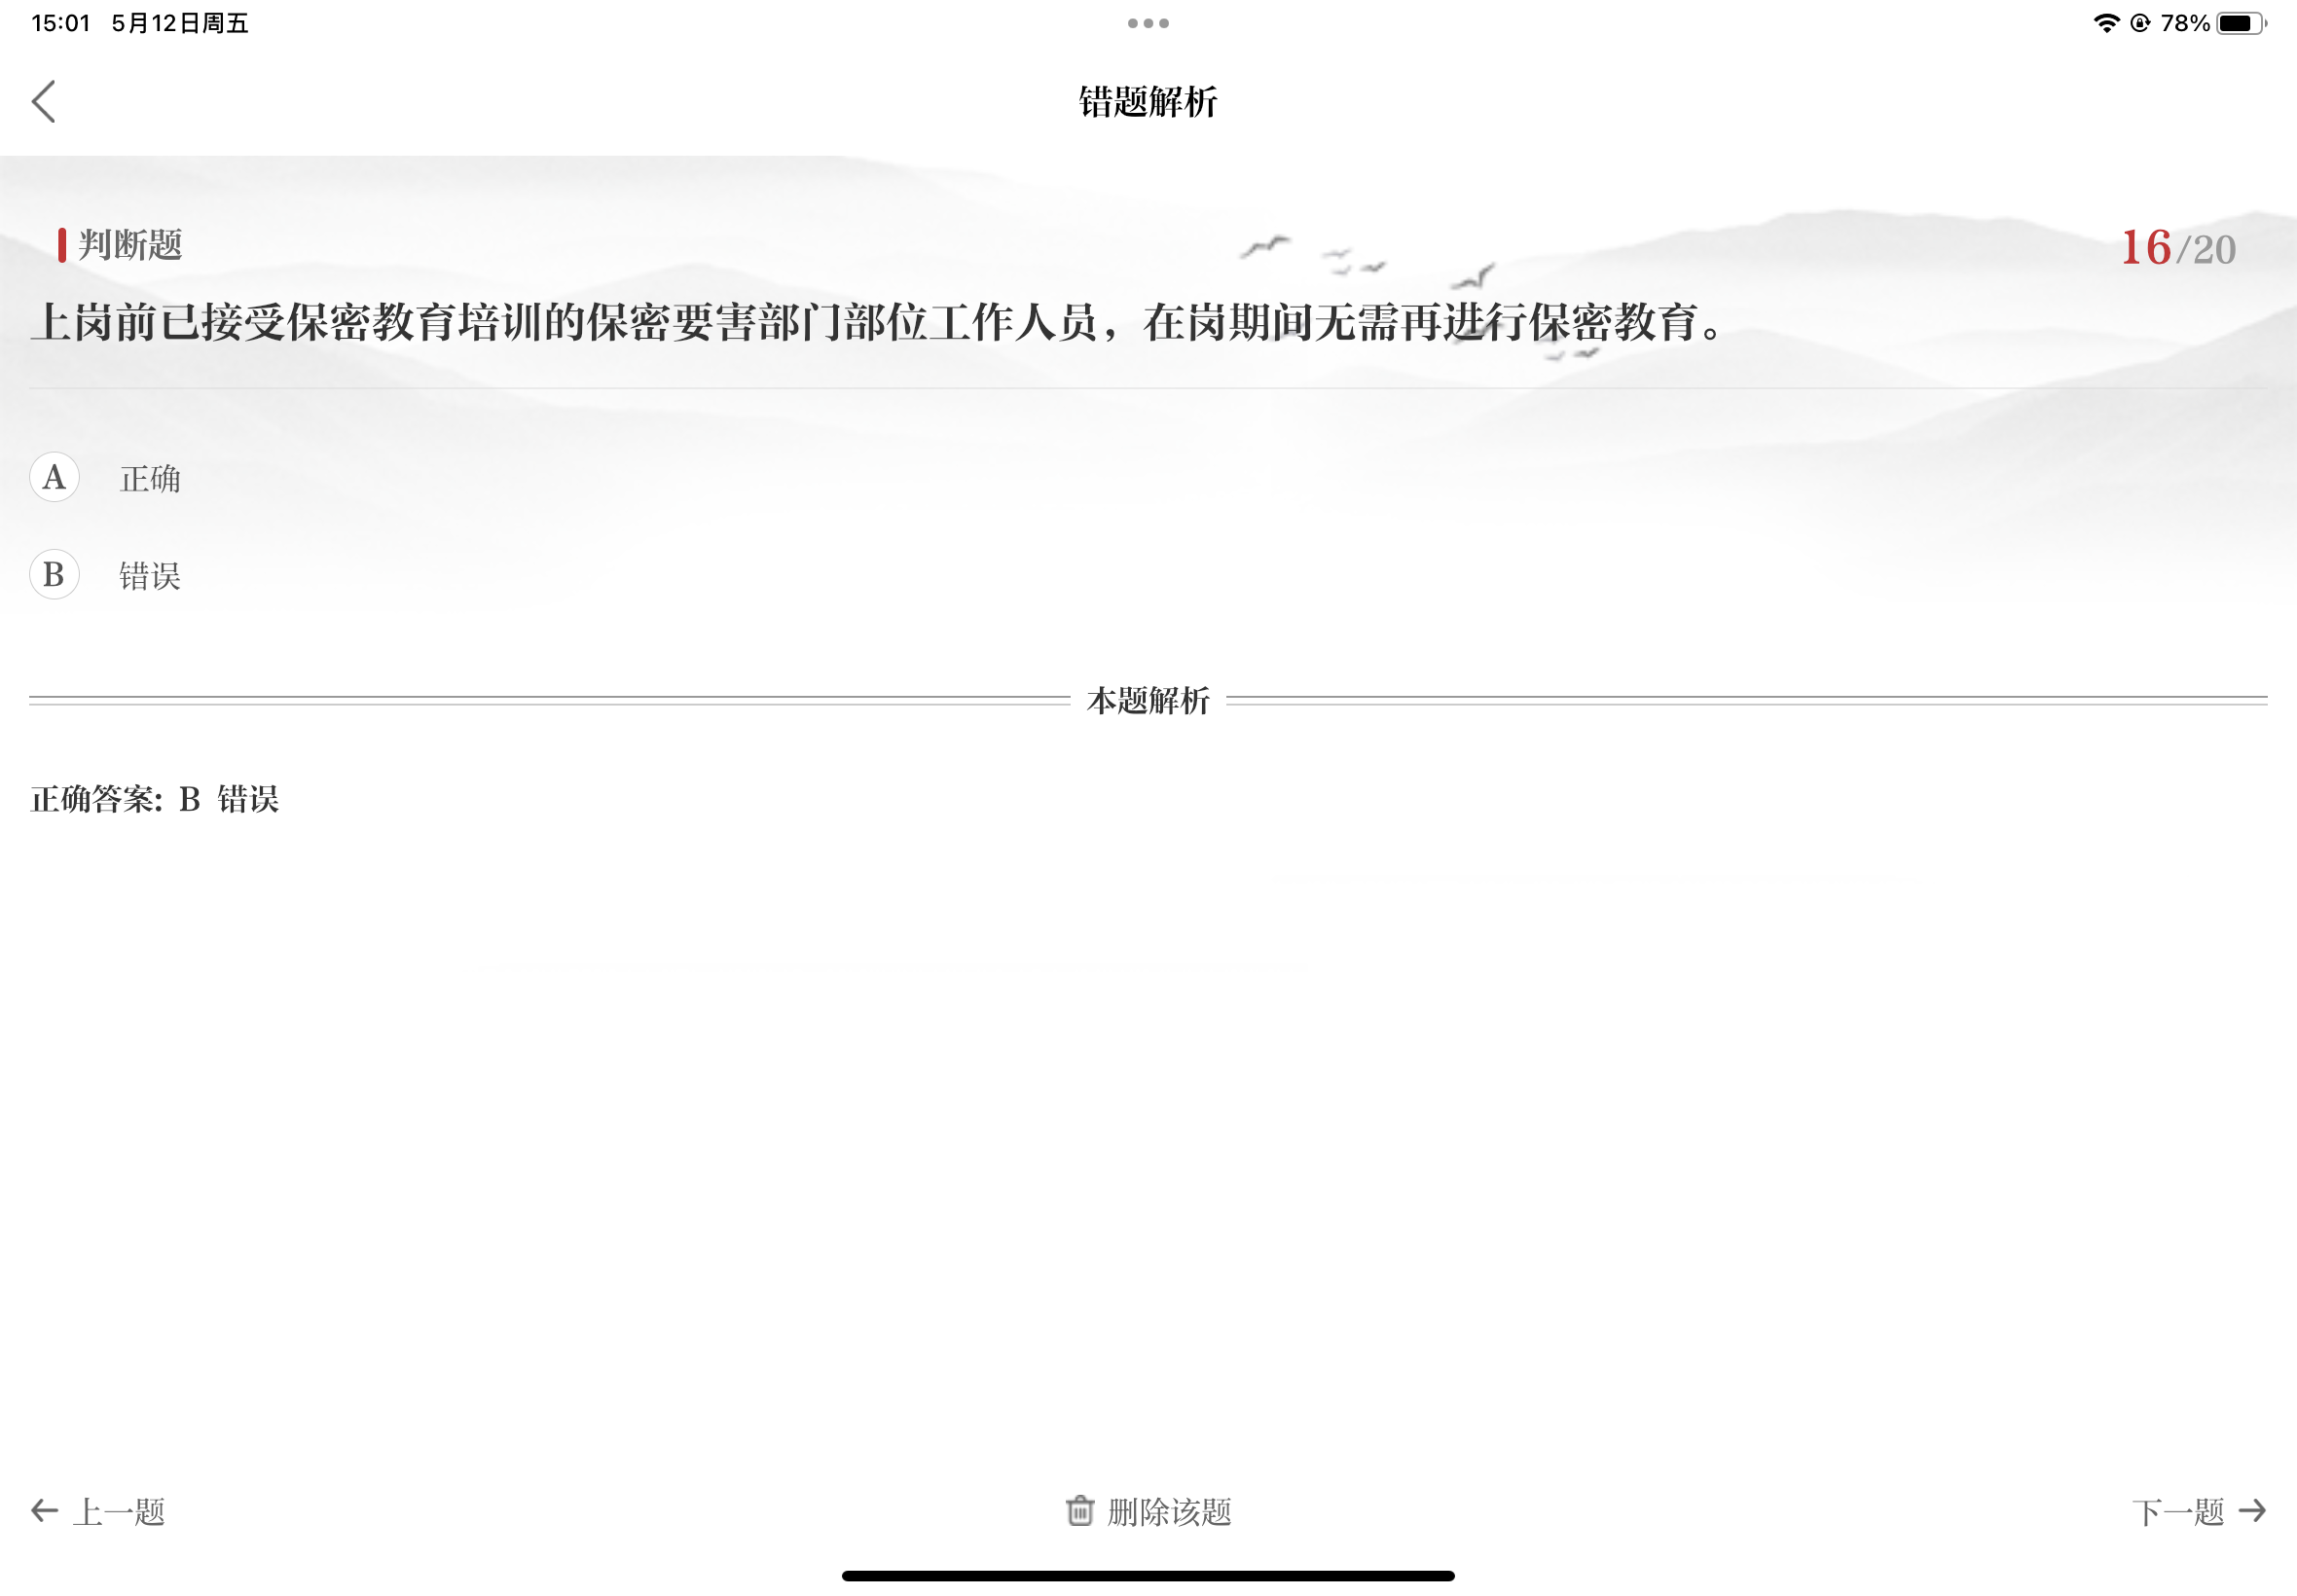 15:01 5月12日周五
78%
错题解析
判断题
16/20
上岗前已接受保密教育培训的保密要害部门部位工作人员，在岗期间无需再进行保密教育。
A 正确
B 错误
本题解析
正确答案: B 错误
上一题
删除该题
下一题